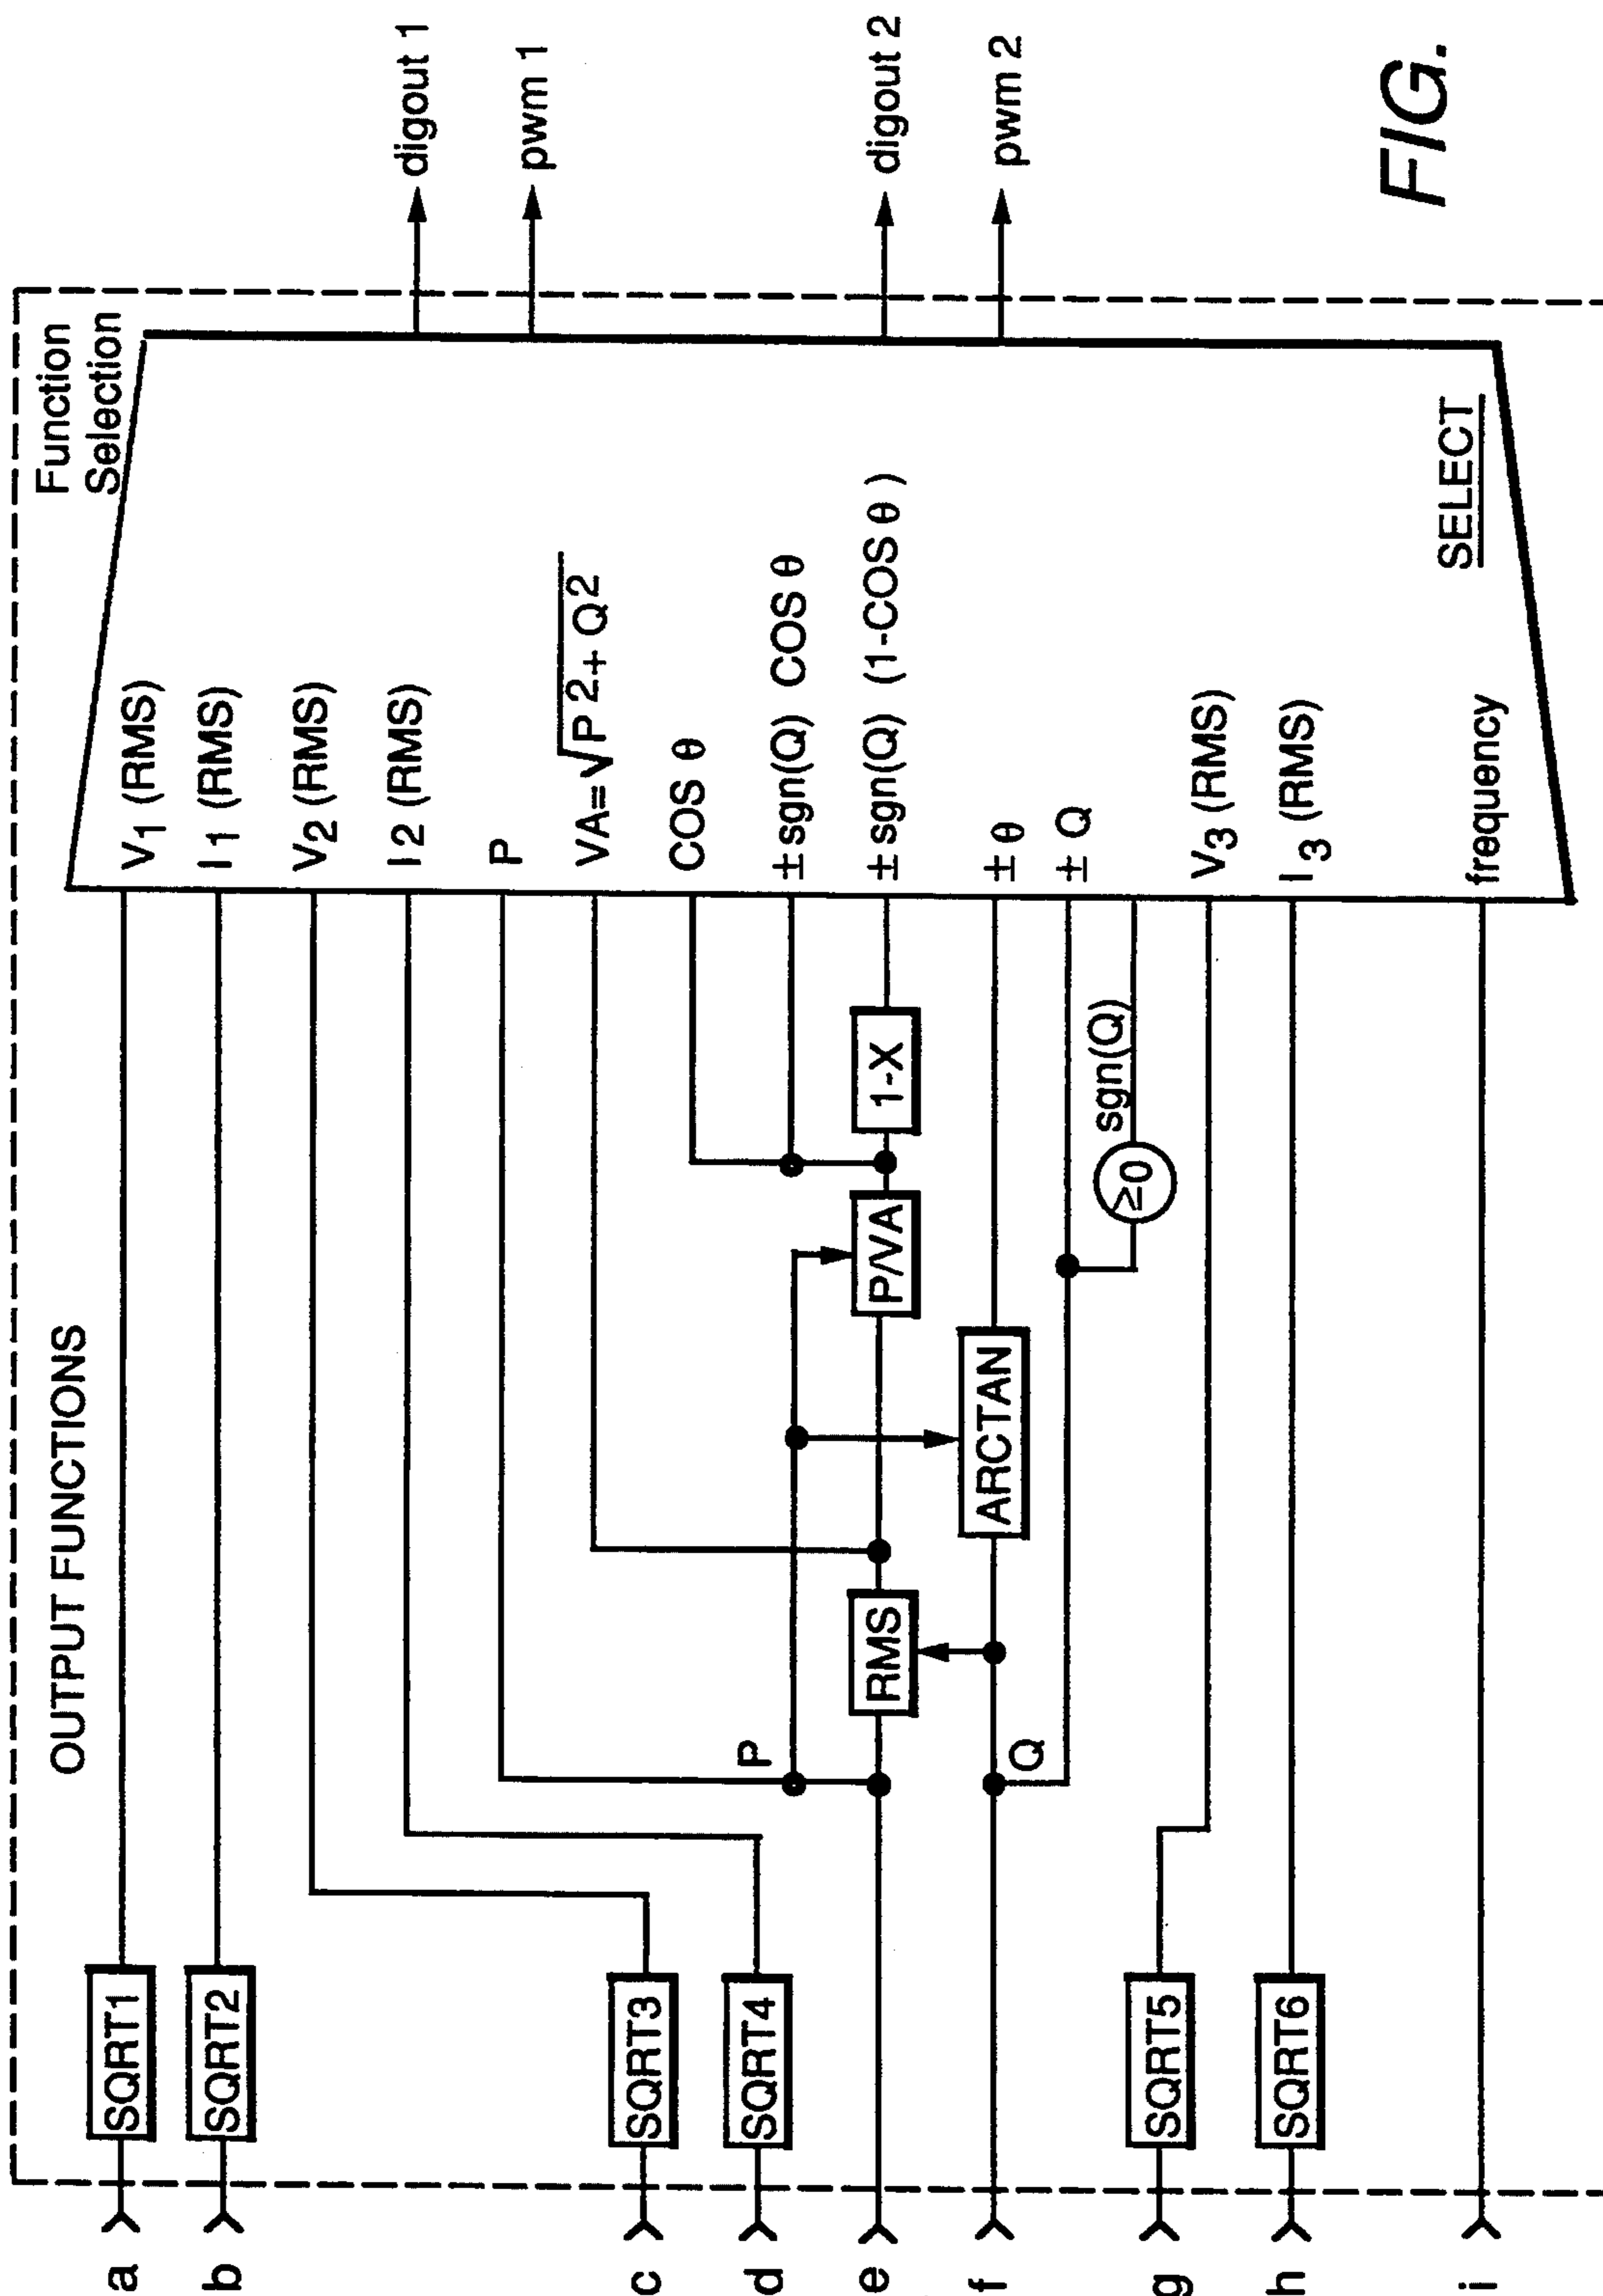 OUTPUT FUNCTIONS
Function
Selection
a
SQRT1
V1 (RMS)
b
SQRT2
I1 (RMS)
V2 (RMS)
I2 (RMS)
P
VA=√P2+Q2
COS θ
c
SQRT3
d
SQRT4
P
± sgn(Q) COS θ
e
RMS
P/VA
1-X
± sgn(Q) (1-COS θ)
f
Q
ARCTAN
± θ
± Q
≥0
sgn(Q)
g
SQRT5
V3 (RMS)
h
SQRT6
I3 (RMS)
i
frequency
SELECT
digout 1
pwm 1
digout 2
pwm 2
FIG.